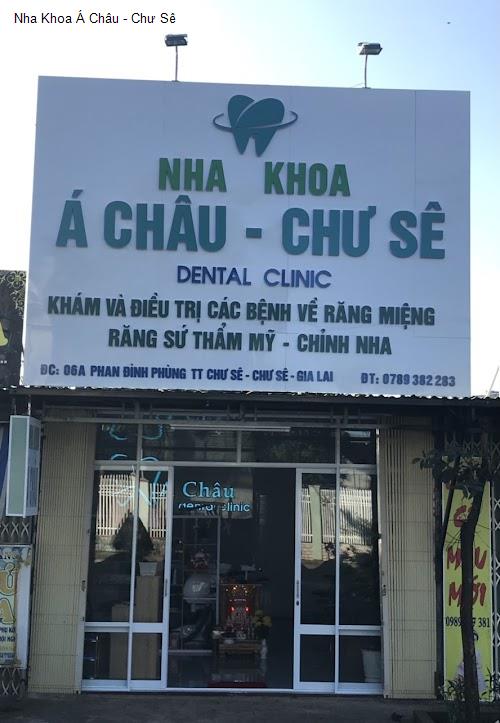 Nha Khoa Á Châu - Chư Sê
NHA KHOA
Á CHÂU - CHƯ SÊ
DENTAL CLINIC
KHÁM VÀ ĐIỀU TRỊ CÁC BỆNH VỀ RĂNG MIỆNG
RĂNG SỨ THẨM MỸ - CHỈNH NHA
ĐC: 06A PHAN ĐÌNH PHÙNG TT CHƯ SÊ - CHƯ SÊ - GIA LAI ĐT: 0789 382 283
Châu
dental clinic
MẪU
MỚI